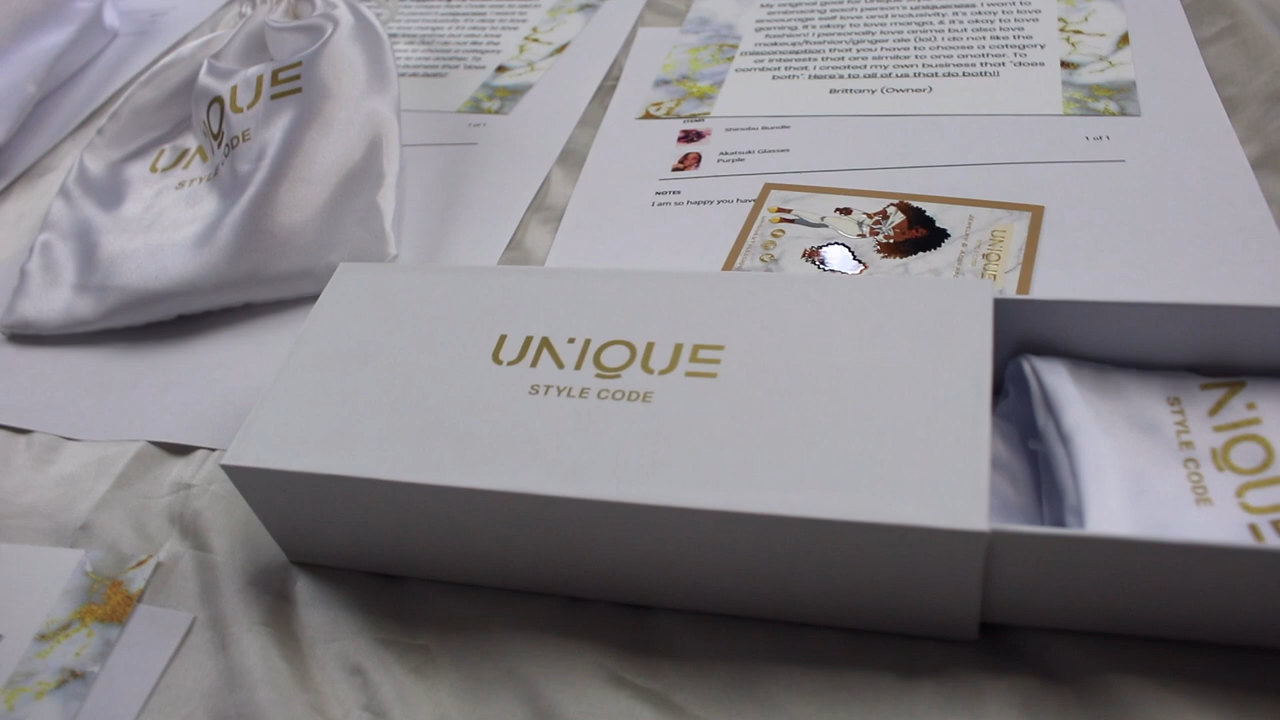 UNIQUE
STYLE CODE
1 of 1
My original goal for Unique
embracing each person's uniqueness. I want to
encourage self love and inclusivity. It's okay to love
gaming, it's okay to love manga, & it's okay to love
fashion! I personally love anime but also love
makeup/fashion/ginger ale (lol). I do not like the
misconception that you have to choose a category
or interests that are similar to one another. To
combat that, I created my own business that "does
both". Here's to all of us that do both!!
Brittany (Owner)
ITEMS
Shinobu Bundle
1 of 1
Akatsuki Glasses
Purple
NOTES
I am so happy you have
UNIQUE
UNIQUE
STYLE CODE
NIQUE
STYLE CODE